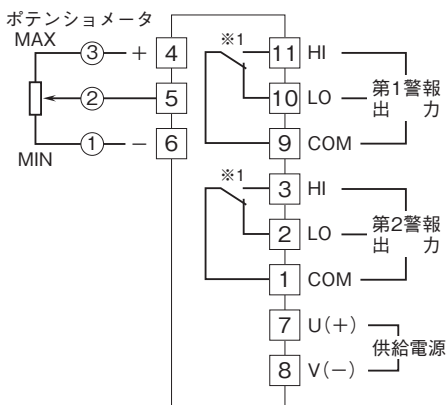 ポテンショメータ
MAX
③ + 4
② 5
① − 6
MIN
※1
11 HI
10 LO
9 COM
第1警報
出 力
※1
3 HI
2 LO
1 COM
第2警報
出 力
7 U(+)
8 V(−)
供給電源